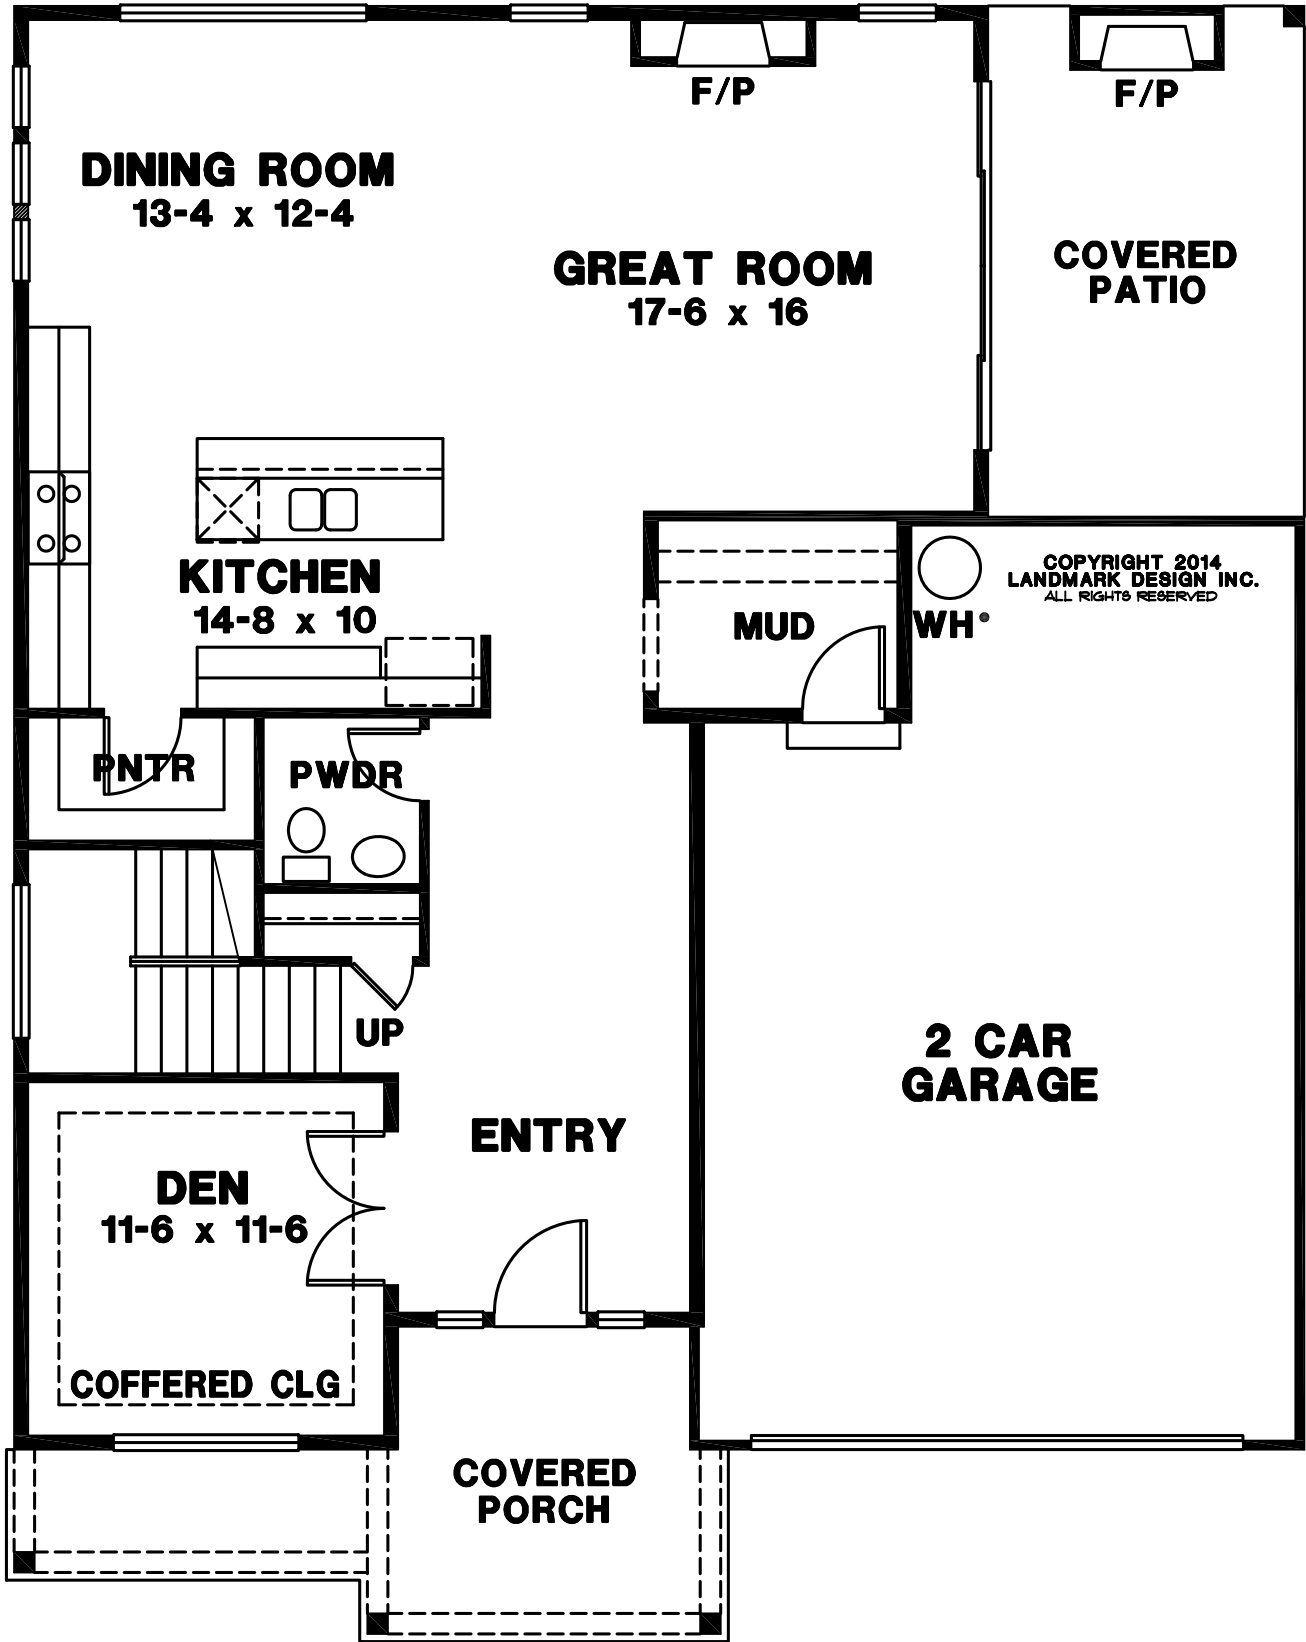 F/P
F/P
DINING ROOM
13-4 x 12-4
GREAT ROOM
17-6 x 16
COVERED
PATIO
KITCHEN
14-8 x 10
MUD
WH
COPYRIGHT 2014
LANDMARK DESIGN INC.
ALL RIGHTS RESERVED
PNTR
PWDR
UP
2 CAR
GARAGE
ENTRY
DEN
11-6 x 11-6
COFFERED CLG
COVERED
PORCH